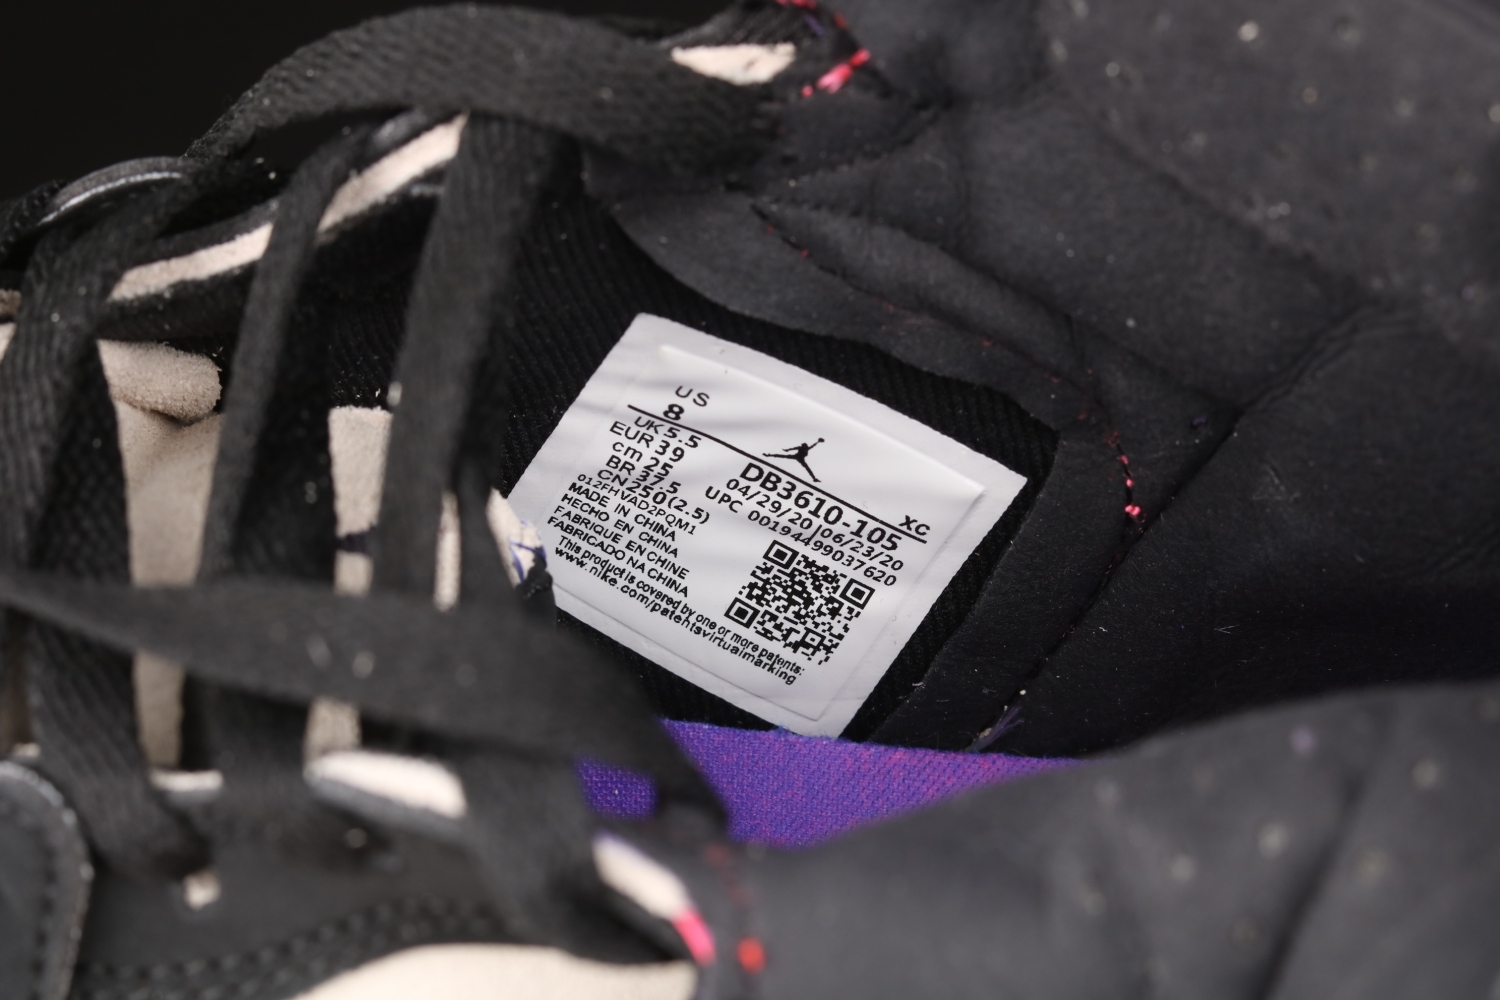 US
8
UK 5.5
EUR 39
cm 25
BR 37.5
CN 250(2.5)
012FHVAD2PQM1
MADE IN CHINA
HECHO EN CHINA
FABRIQUE EN CHINE
FABRICADO NA CHINA
This product is covered by one or more patents:
www.nike.com/patentsvirtualmarking
XC
DB3610-105
04/29/20 06/23/20
UPC 00194499037620